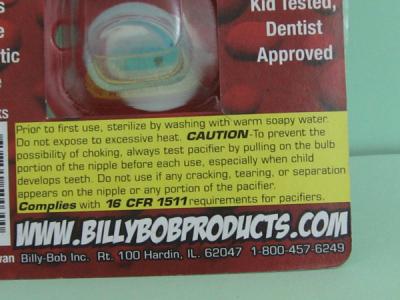 Kid Tested,
Dentist
Approved
s
e
tic
s
e
ks
Prior to first use, sterilize by washing with warm soapy water.
Do not expose to excessive heat. CAUTION-To prevent the
possibility of choking, always test pacifier by pulling on the bulb
portion of the nipple before each use, especially when child
develops teeth. Do not use if any cracking, tearing, or separation
appears on the nipple or any portion of the pacifier.
Complies with 16 CFR 1511 requirements for pacifiers.
WWW.BILLYBOBPRODUCTS.COM
wan Billy-Bob Inc. Rt. 100 Hardin, IL. 62047 1-800-457-6249